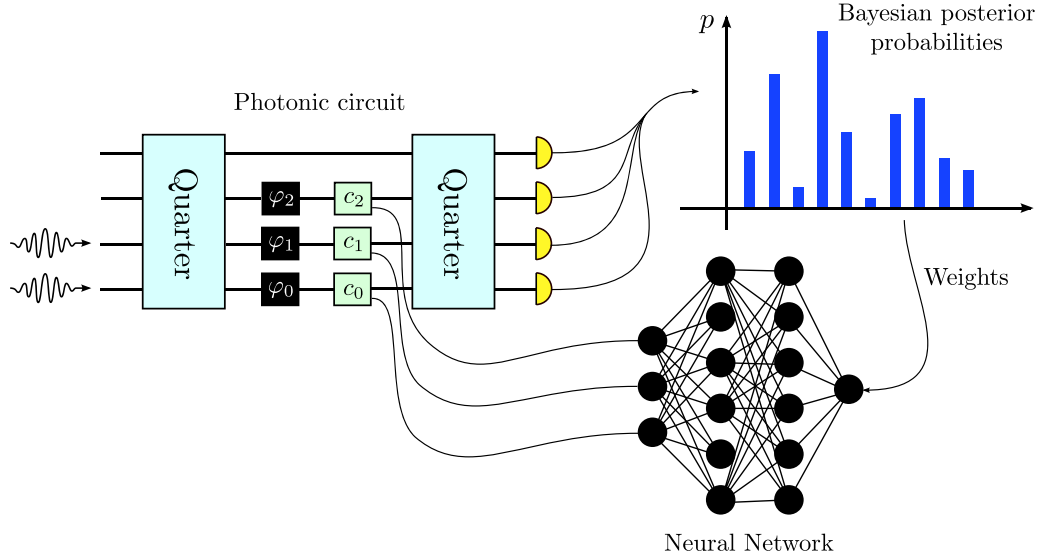 Bayesian posterior
probabilities
p
Photonic circuit
Quarter
Quarter
φ₂
c₂
φ₁
c₁
φ₀
c₀
Weights
Neural Network